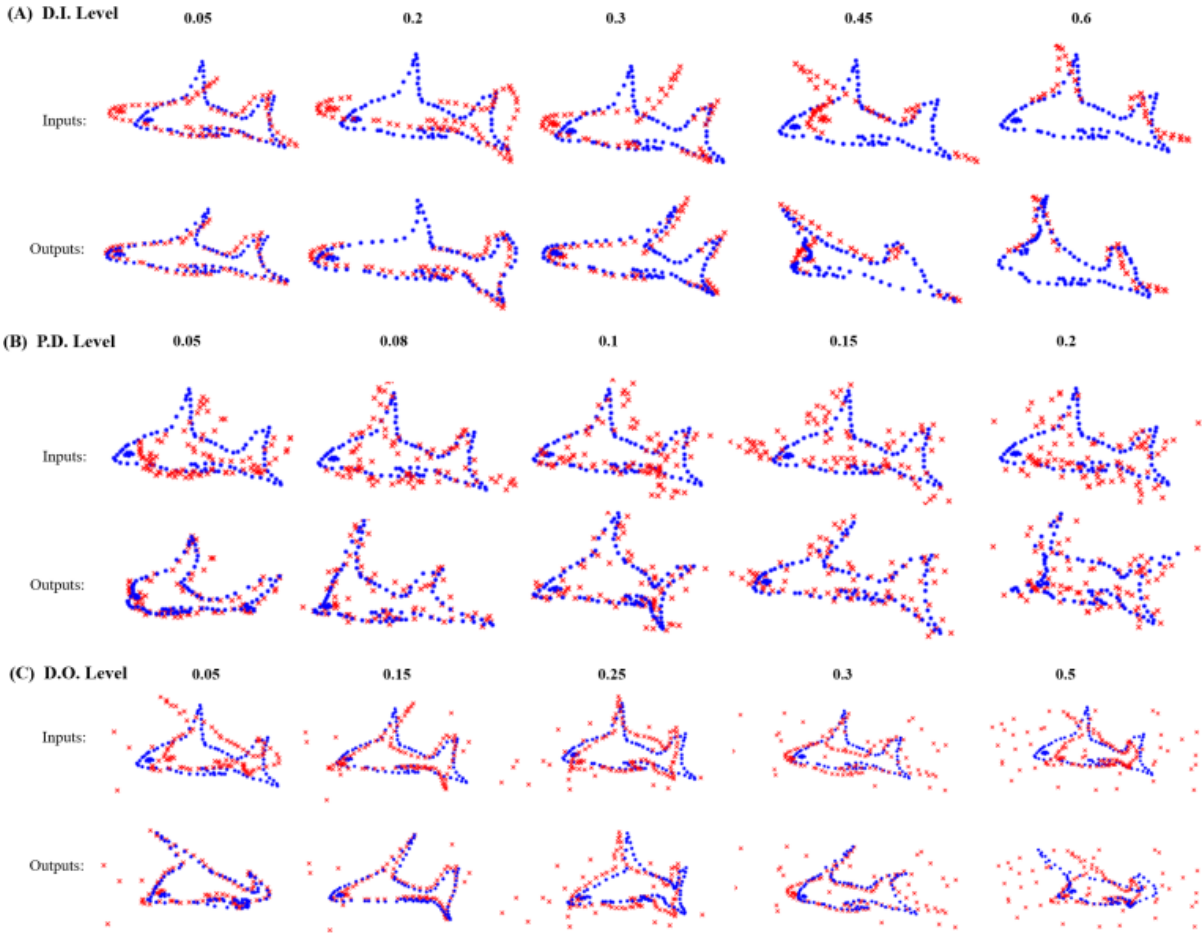 (A) D.I. Level 0.05 0.2 0.3 0.45 0.6
Inputs:
Outputs:
(B) P.D. Level 0.05 0.08 0.1 0.15 0.2
Inputs:
Outputs:
(C) D.O. Level 0.05 0.15 0.25 0.3 0.5
Inputs:
Outputs: